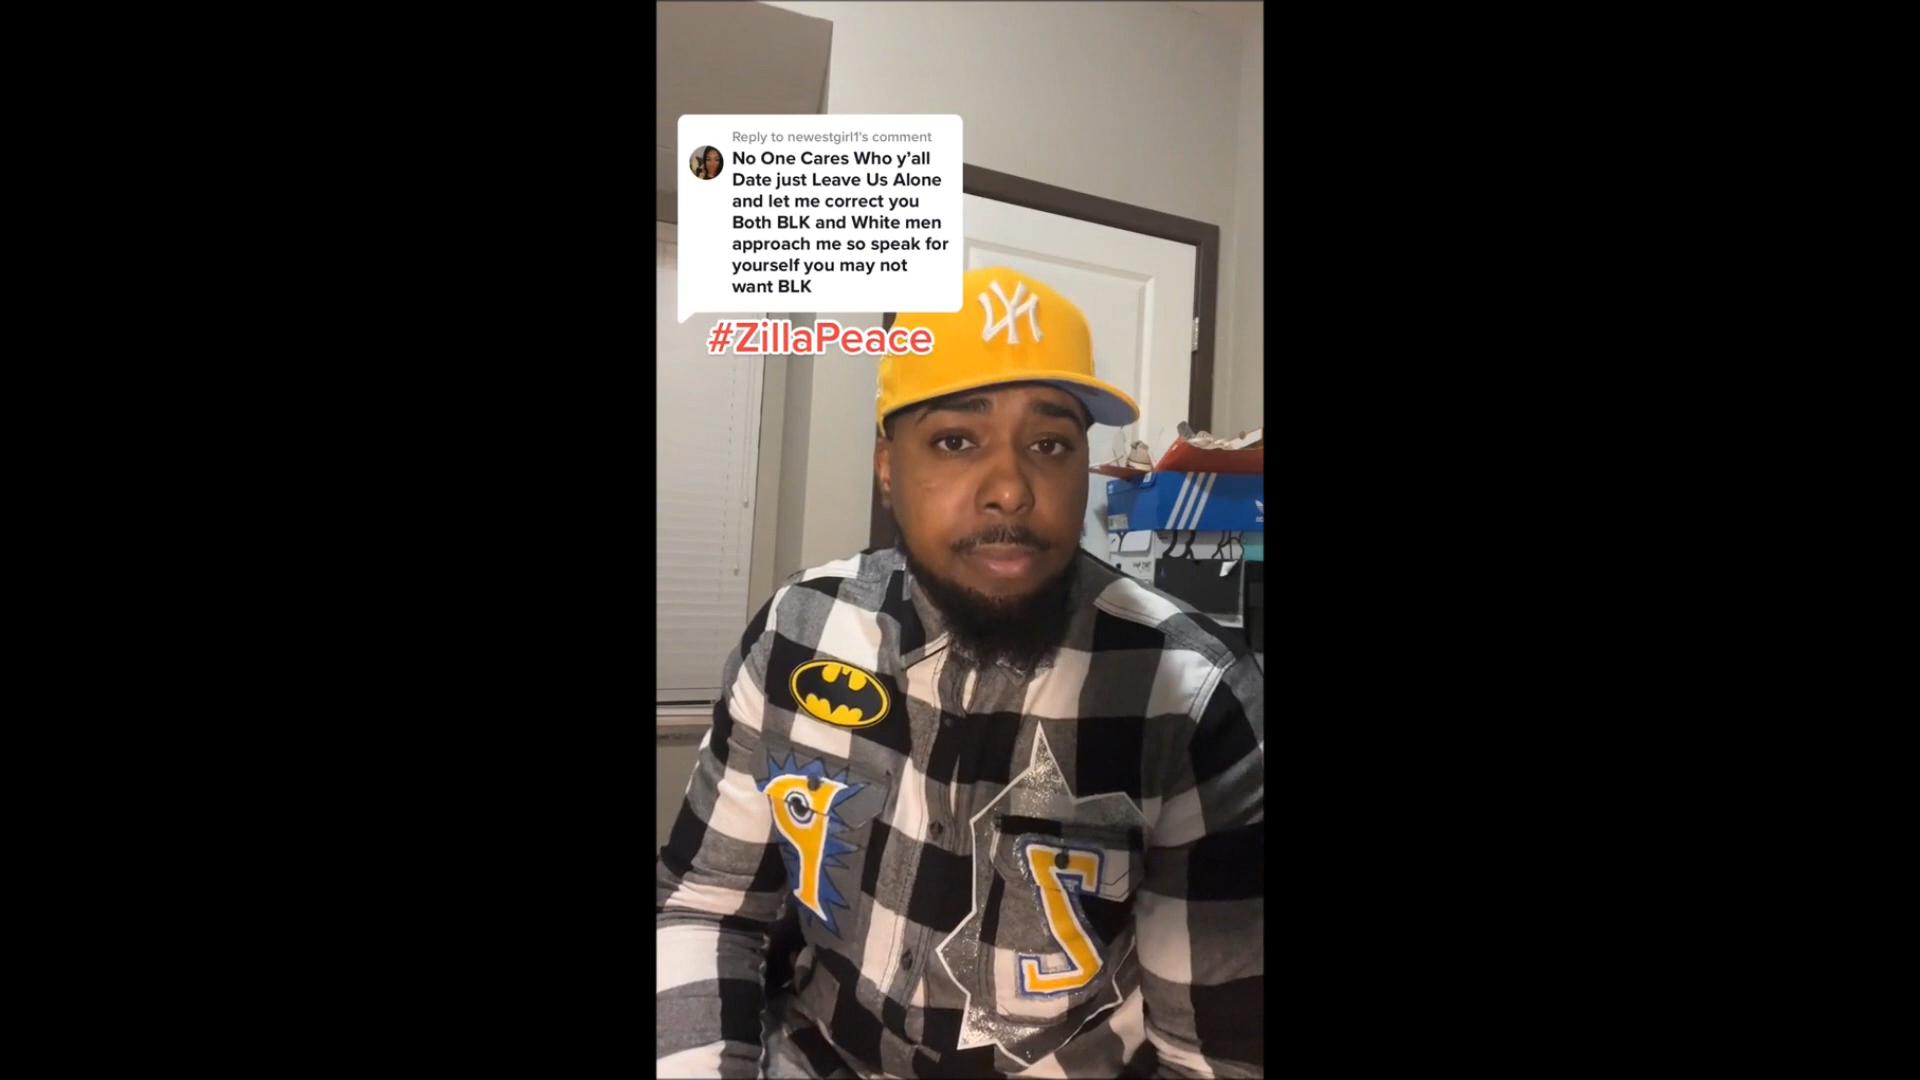 Reply to newestgirl1's comment
No One Cares Who y'all
Date just Leave Us Alone
and let me correct you
Both BLK and White men
approach me so speak for
yourself you may not
want BLK
#ZillaPeace
NY
P
Z